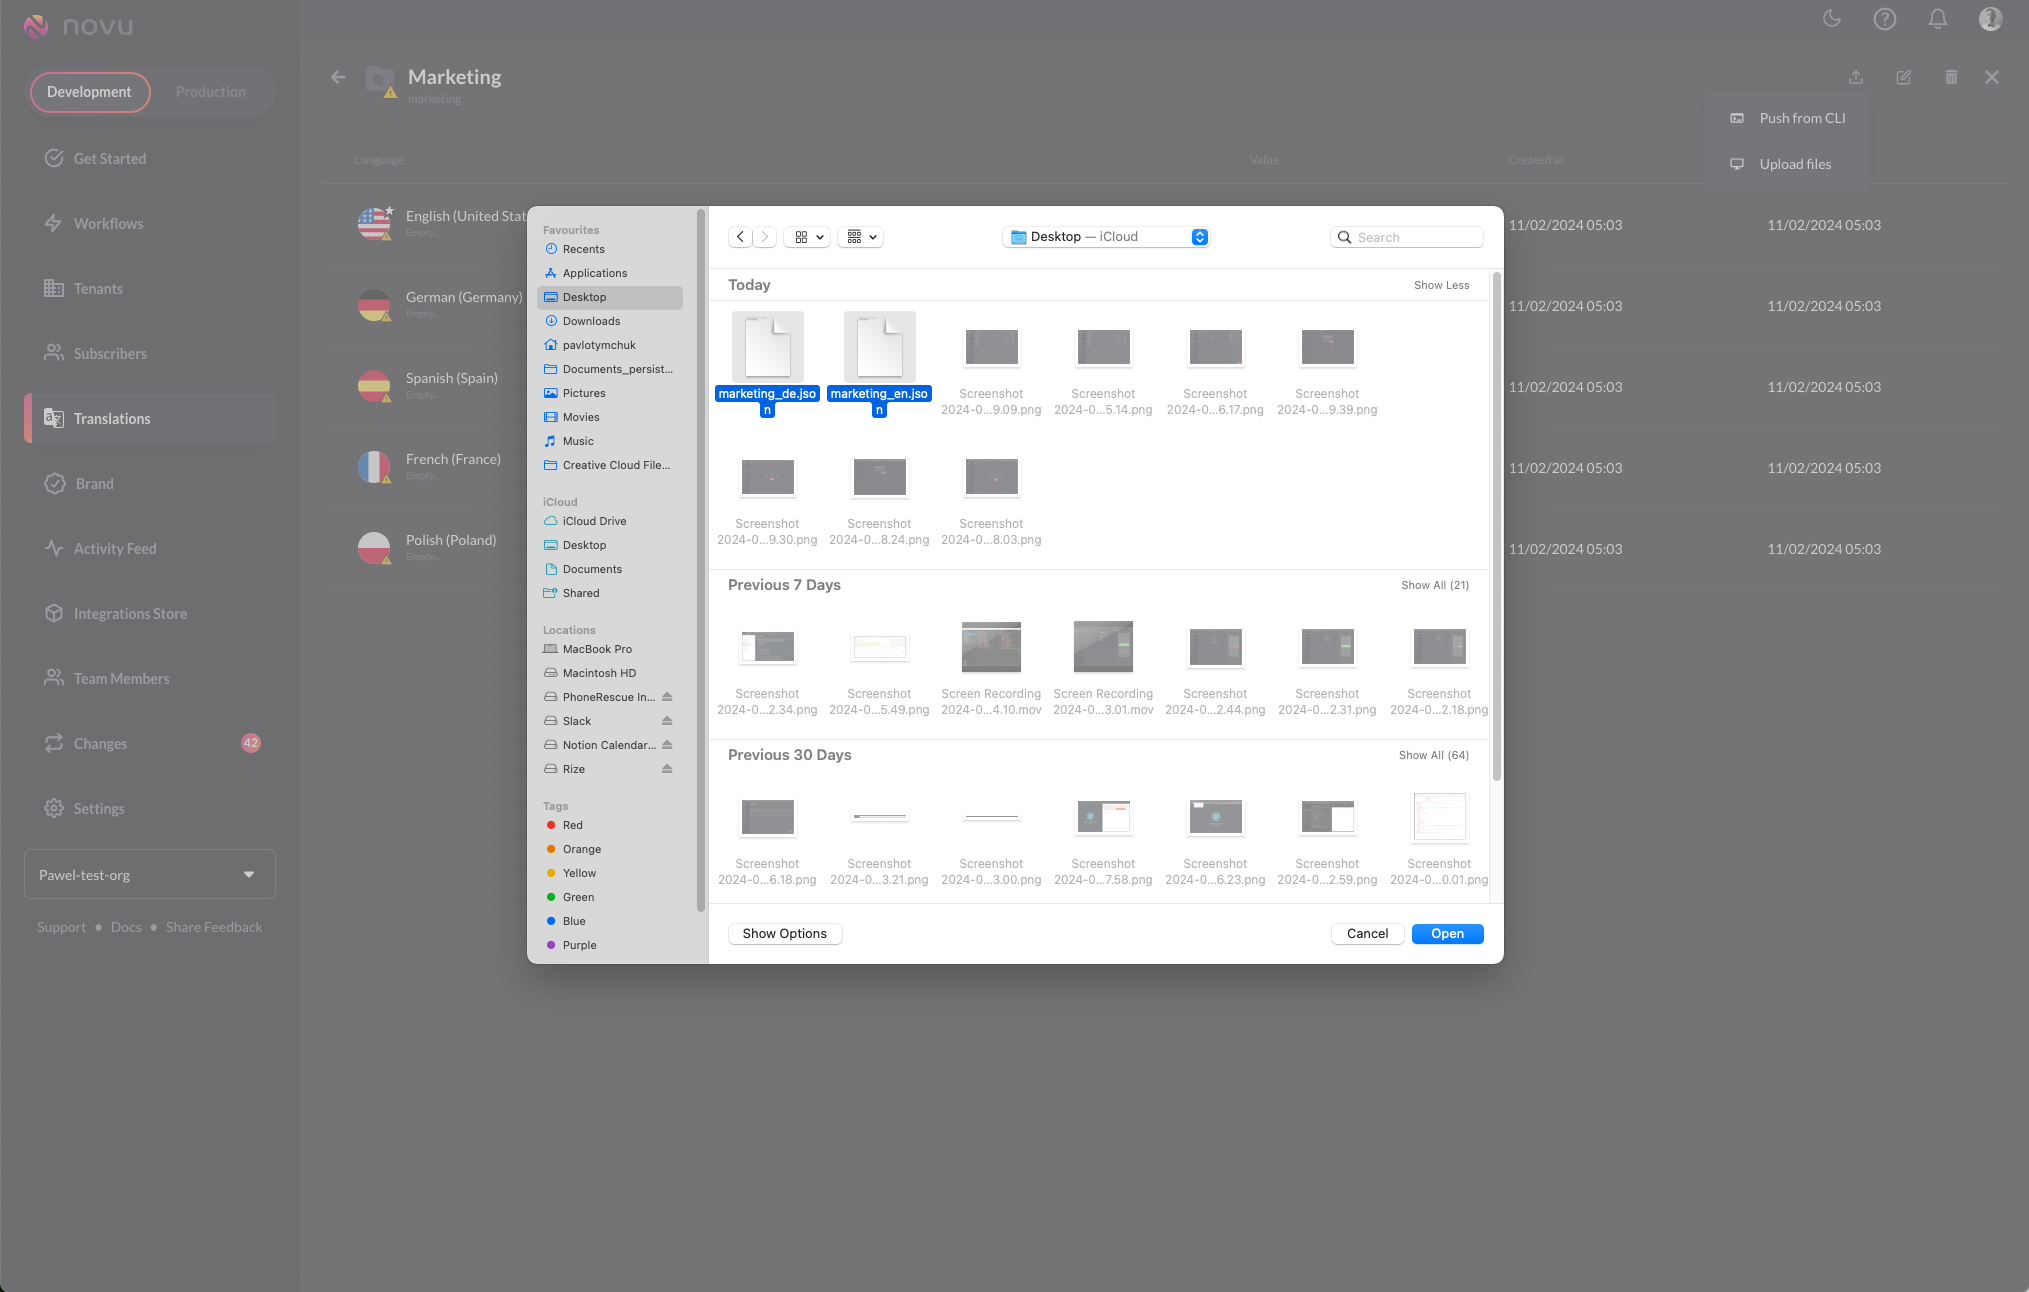 novu
Development
Production
Get Started
Workflows
Tenants
Subscribers
Translations
Brand
Activity Feed
Integrations Store
Team Members
Changes
42
Settings
Pawel-test-org
Support • Docs • Share Feedback
Marketing
marketing
Push from CLI
Upload files
Language
Value
Created at
English (United Stat
Empty...
11/02/2024 05:03
11/02/2024 05:03
German (Germany)
Empty...
11/02/2024 05:03
11/02/2024 05:03
Spanish (Spain)
Empty...
11/02/2024 05:03
11/02/2024 05:03
French (France)
Empty...
11/02/2024 05:03
11/02/2024 05:03
Polish (Poland)
Empty...
11/02/2024 05:03
11/02/2024 05:03
Favourites
Recents
Applications
Desktop
Downloads
pavlotymchuk
Documents_persist...
Pictures
Movies
Music
Creative Cloud File...
iCloud
iCloud Drive
Desktop
Documents
Shared
Locations
MacBook Pro
Macintosh HD
PhoneRescue In...
Slack
Notion Calendar...
Rize
Tags
Red
Orange
Yellow
Green
Blue
Purple
Desktop — iCloud
Search
Today
Show Less
marketing_de.jso
n
marketing_en.jso
n
Screenshot
2024-0...9.09.png
Screenshot
2024-0...5.14.png
Screenshot
2024-0...6.17.png
Screenshot
2024-0...9.39.png
Screenshot
2024-0...9.30.png
Screenshot
2024-0...8.24.png
Screenshot
2024-0...8.03.png
Previous 7 Days
Show All (21)
Screenshot
2024-0...2.34.png
Screenshot
2024-0...5.49.png
Screen Recording
2024-0...4.10.mov
Screen Recording
2024-0...3.01.mov
Screenshot
2024-0...2.44.png
Screenshot
2024-0...2.31.png
Screenshot
2024-0...2.18.png
Previous 30 Days
Show All (64)
Screenshot
2024-0...6.18.png
Screenshot
2024-0...3.21.png
Screenshot
2024-0...3.00.png
Screenshot
2024-0...7.58.png
Screenshot
2024-0...6.23.png
Screenshot
2024-0...2.59.png
Screenshot
2024-0...0.01.png
Show Options
Cancel
Open